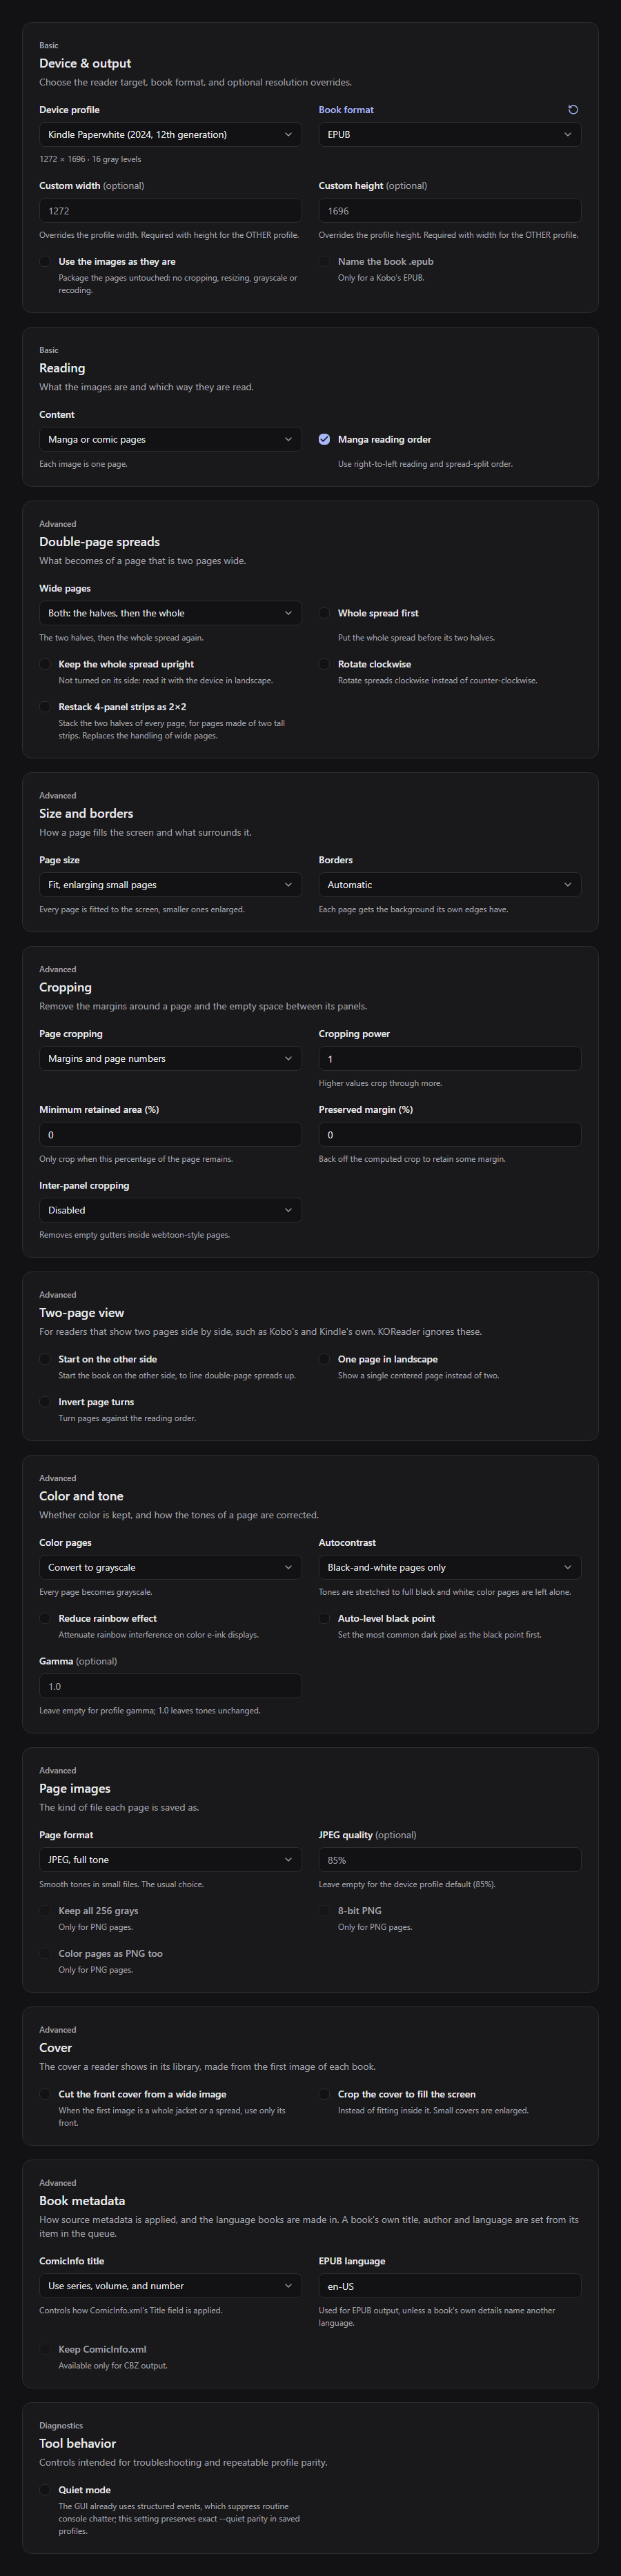 Basic
Device & output
Choose the reader target, book format, and optional resolution overrides.
Device profile
Book format
Kindle Paperwhite (2024, 12th generation)
EPUB
1272 × 1696 · 16 gray levels
Custom width (optional)
Custom height (optional)
1272
1696
Overrides the profile width. Required with height for the OTHER profile.
Overrides the profile height. Required with width for the OTHER profile.
Use the images as they are
Name the book .epub
Package the pages untouched: no cropping, resizing, grayscale or
recoding.
Only for a Kobo's EPUB.
Basic
Reading
What the images are and which way they are read.
Content
Manga or comic pages
Manga reading order
Each image is one page.
Use right-to-left reading and spread-split order.
Advanced
Double-page spreads
What becomes of a page that is two pages wide.
Wide pages
Both: the halves, then the whole
Whole spread first
The two halves, then the whole spread again.
Put the whole spread before its two halves.
Keep the whole spread upright
Rotate clockwise
Not turned on its side: read it with the device in landscape.
Rotate spreads clockwise instead of counter-clockwise.
Restack 4-panel strips as 2×2
Stack the two halves of every page, for pages made of two tall
strips. Replaces the handling of wide pages.
Advanced
Size and borders
How a page fills the screen and what surrounds it.
Page size
Borders
Fit, enlarging small pages
Automatic
Every page is fitted to the screen, smaller ones enlarged.
Each page gets the background its own edges have.
Advanced
Cropping
Remove the margins around a page and the empty space between its panels.
Page cropping
Cropping power
Margins and page numbers
1
Higher values crop through more.
Minimum retained area (%)
Preserved margin (%)
0
0
Only crop when this percentage of the page remains.
Back off the computed crop to retain some margin.
Inter-panel cropping
Disabled
Removes empty gutters inside webtoon-style pages.
Advanced
Two-page view
For readers that show two pages side by side, such as Kobo's and Kindle's own. KOReader ignores these.
Start on the other side
One page in landscape
Start the book on the other side, to line double-page spreads up.
Show a single centered page instead of two.
Invert page turns
Turn pages against the reading order.
Advanced
Color and tone
Whether color is kept, and how the tones of a page are corrected.
Color pages
Autocontrast
Convert to grayscale
Black-and-white pages only
Every page becomes grayscale.
Tones are stretched to full black and white; color pages are left alone.
Reduce rainbow effect
Auto-level black point
Attenuate rainbow interference on color e-ink displays.
Set the most common dark pixel as the black point first.
Gamma (optional)
1.0
Leave empty for profile gamma; 1.0 leaves tones unchanged.
Advanced
Page images
The kind of file each page is saved as.
Page format
JPEG quality (optional)
JPEG, full tone
85%
Smooth tones in small files. The usual choice.
Leave empty for the device profile default (85%).
Keep all 256 grays
8-bit PNG
Only for PNG pages.
Only for PNG pages.
Color pages as PNG too
Only for PNG pages.
Advanced
Cover
The cover a reader shows in its library, made from the first image of each book.
Cut the front cover from a wide image
Crop the cover to fill the screen
When the first image is a whole jacket or a spread, use only its
front.
Instead of fitting inside it. Small covers are enlarged.
Advanced
Book metadata
How source metadata is applied, and the language books are made in. A book's own title, author and language are set from its
item in the queue.
ComicInfo title
EPUB language
Use series, volume, and number
en-US
Controls how ComicInfo.xml's Title field is applied.
Used for EPUB output, unless a book's own details name another
language.
Keep ComicInfo.xml
Available only for CBZ output.
Diagnostics
Tool behavior
Controls intended for troubleshooting and repeatable profile parity.
Quiet mode
The GUI already uses structured events, which suppress routine
console chatter; this setting preserves exact --quiet parity in saved
profiles.